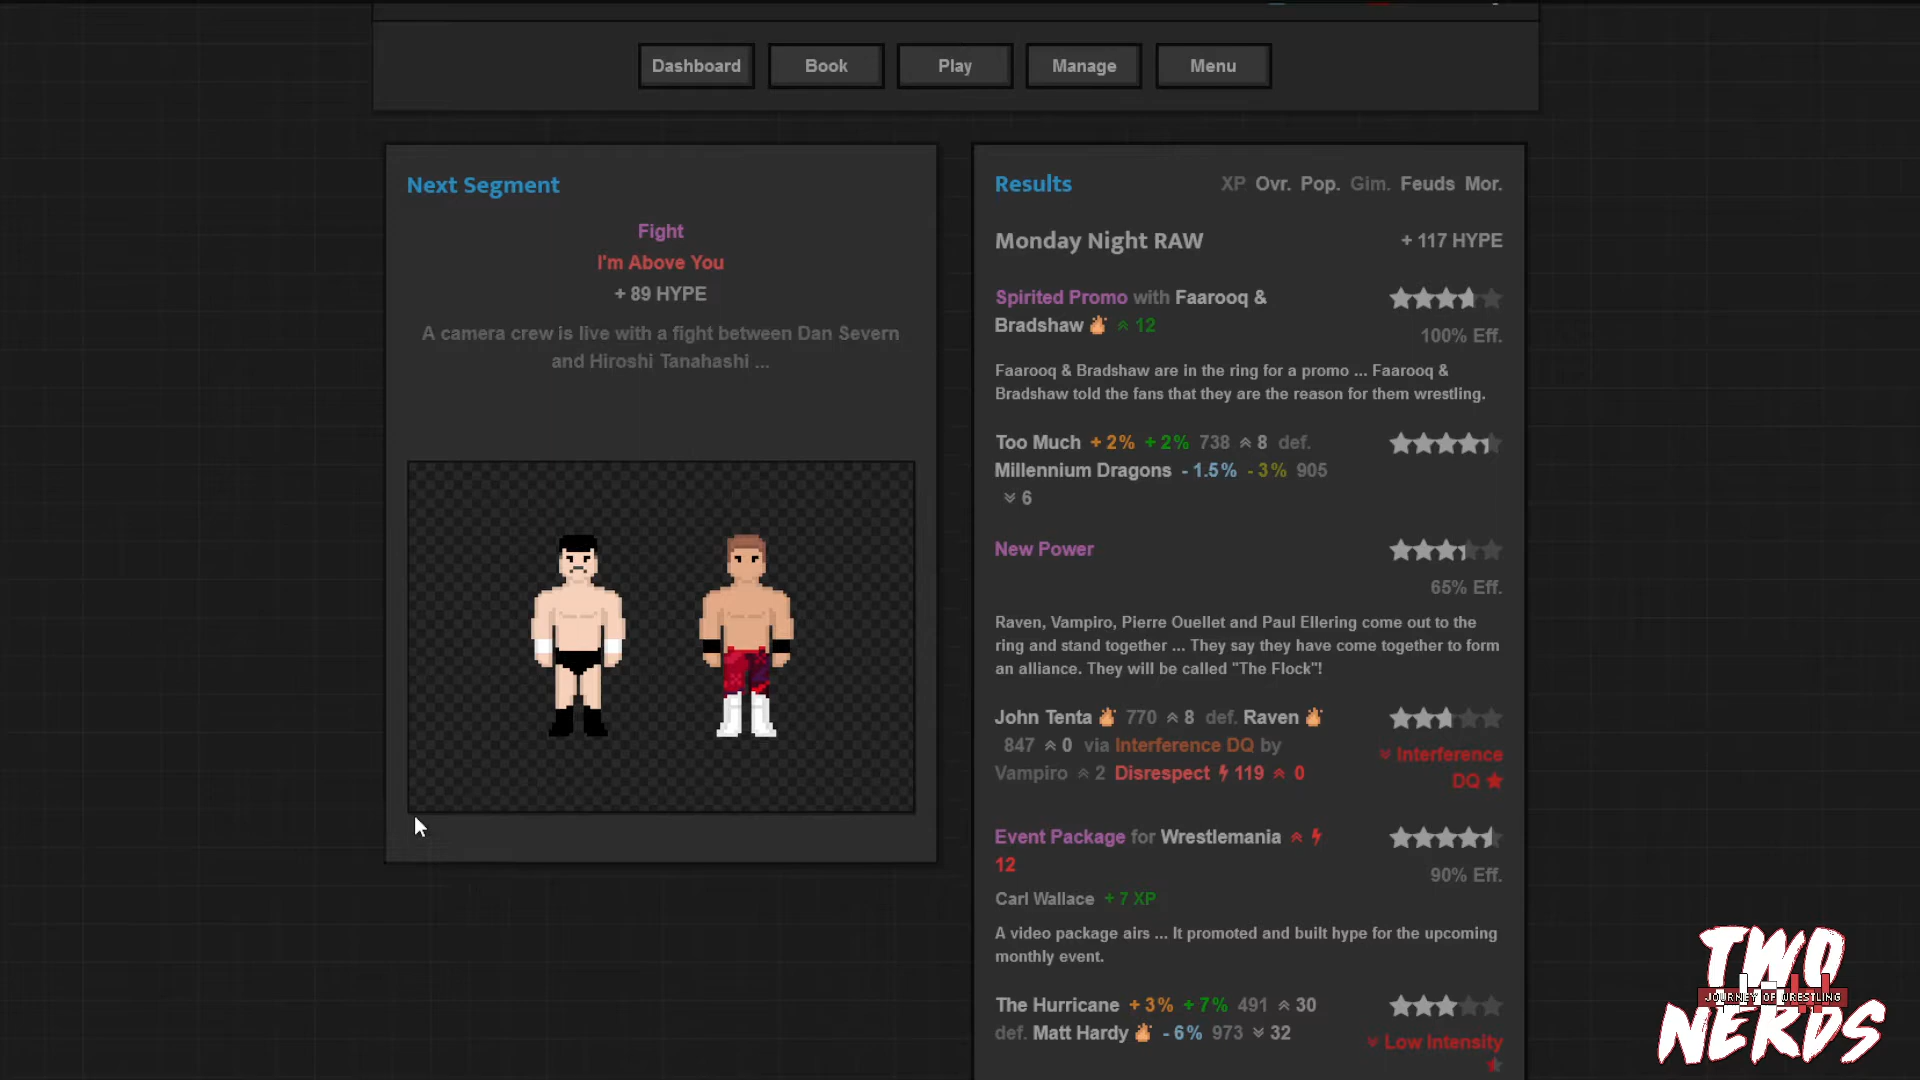 Dashboard
Book
Play
Manage
Menu
Next Segment
Fight
I'm Above You
+ 89 HYPE
A camera crew is live with a fight between Dan Severn
and Hiroshi Tanahashi ...
Results
XP Ovr. Pop. Gim. Feuds Mor.
Monday Night RAW
+ 117 HYPE
Spirited Promo with Faarooq &
Bradshaw 12
100% Eff.
Faarooq & Bradshaw are in the ring for a promo ... Faarooq &
Bradshaw told the fans that they are the reason for them wrestling.
Too Much + 2% + 2% 738 8 def.
Millennium Dragons - 1.5% - 3% 905
6
New Power
65% Eff.
Raven, Vampiro, Pierre Ouellet and Paul Ellering come out to the
ring and stand together ... They say they have come together to form
an alliance. They will be called "The Flock"!
John Tenta 770 8 def. Raven
847 0 via Interference DQ by
Vampiro 2 Disrespect 119 0
Interference
DQ
Event Package for Wrestlemania
12
90% Eff.
Carl Wallace + 7 XP
A video package airs ... It promoted and built hype for the upcoming
monthly event.
The Hurricane + 3% + 7% 491 30
def. Matt Hardy - 6% 973 32
Low Intensity
TWO
JOURNEY OF WRESTLING
NERDS